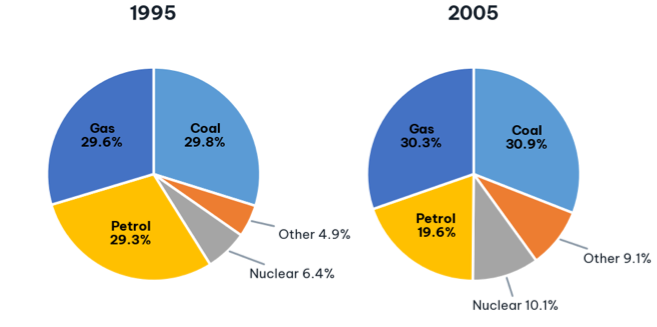 1995
Gas
29.6%
Coal
29.8%
Petrol
29.3%
Other 4.9%
Nuclear 6.4%
2005
Gas
30.3%
Coal
30.9%
Petrol
19.6%
Other 9.1%
Nuclear 10.1%